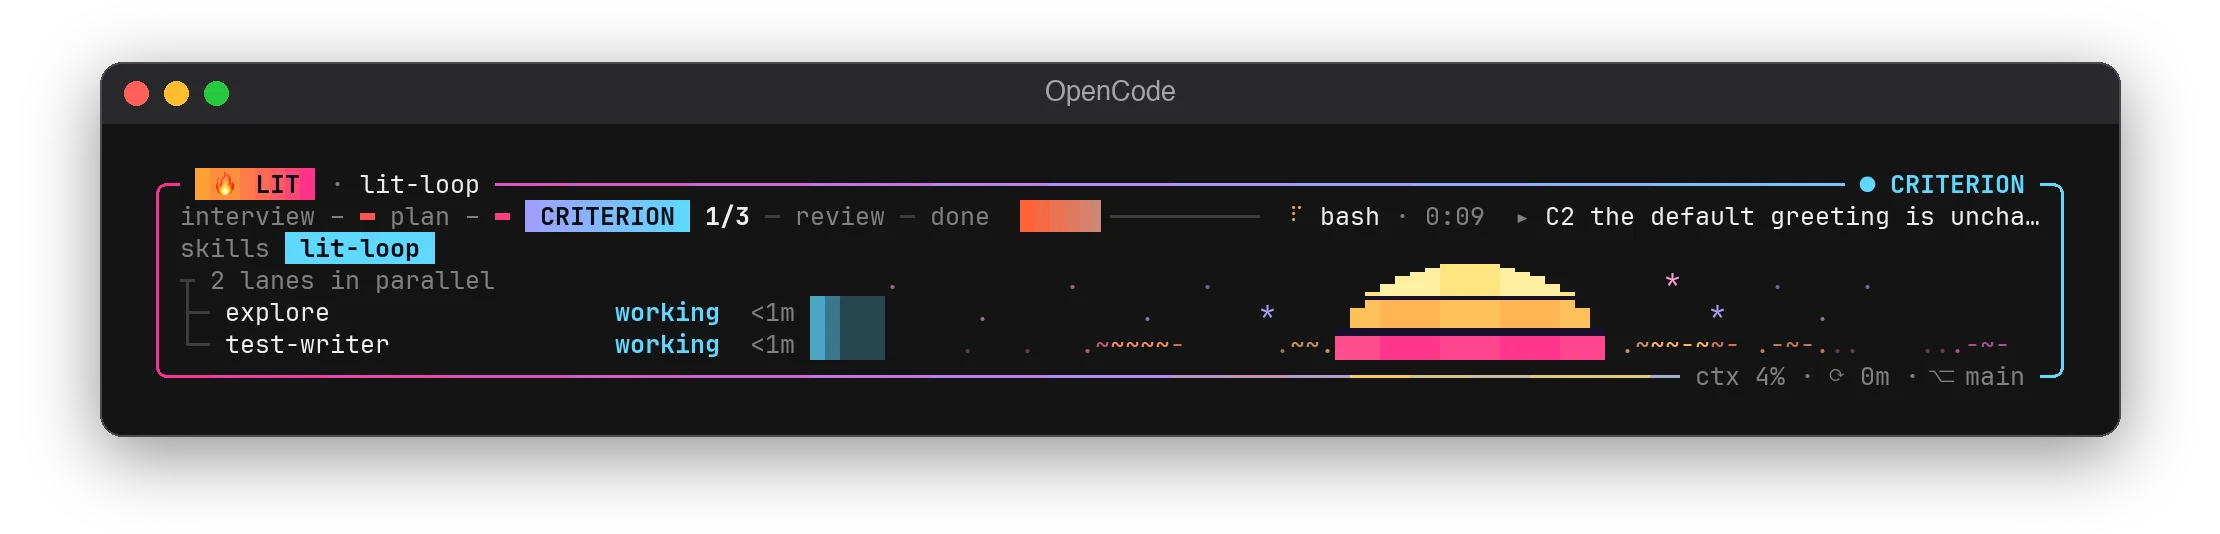 OpenCode
🔥 LIT · lit-loop ● CRITERION
interview – plan – CRITERION 1/3 — review — done bash · 0:09 ▸ C2 the default greeting is uncha…
skills lit-loop
2 lanes in parallel
explore working <1m
test-writer working <1m
ctx 4% · ⟳ 0m · ⌥ main